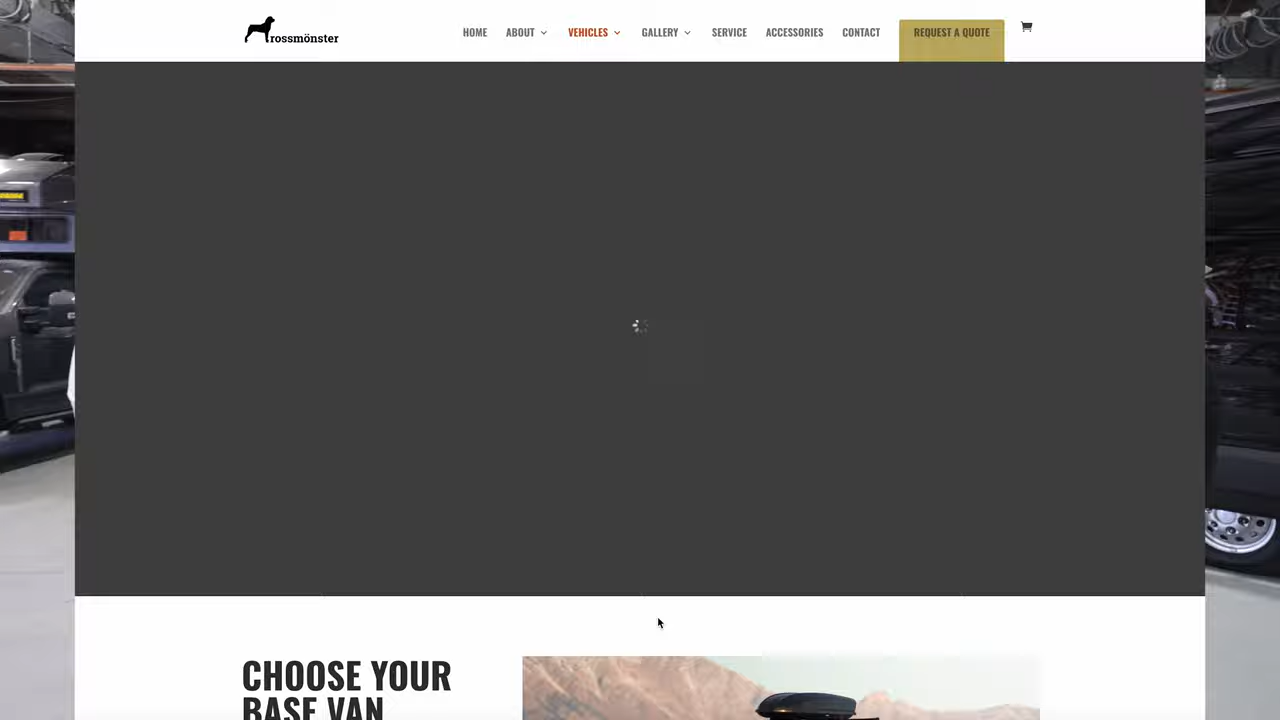 rossmönster
HOME ABOUT VEHICLES GALLERY SERVICE ACCESSORIES CONTACT REQUEST A QUOTE
CHOOSE YOUR
BASE VAN